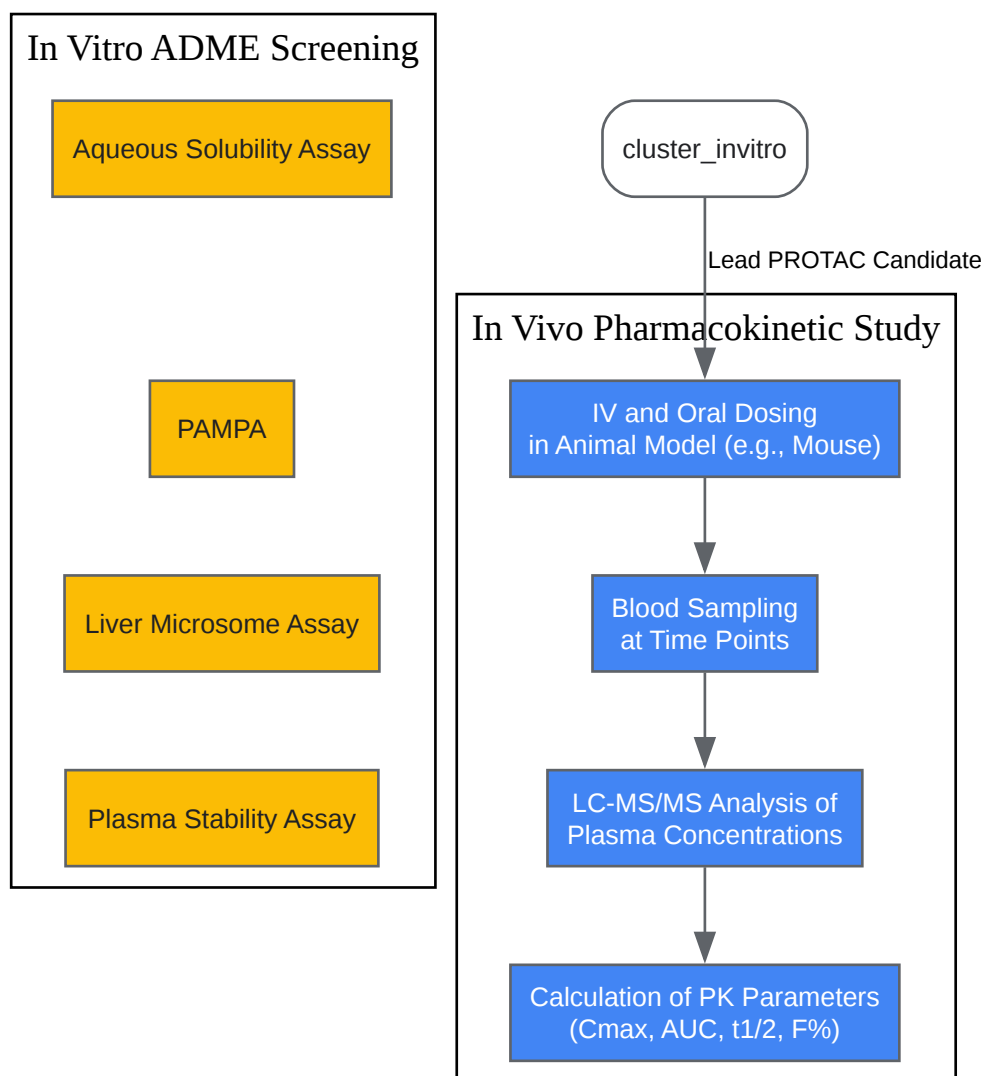 In Vitro ADME Screening
Aqueous Solubility Assay
PAMPA
Liver Microsome Assay
Plasma Stability Assay
cluster_invitro
Lead PROTAC Candidate
In Vivo Pharmacokinetic Study
IV and Oral Dosing
in Animal Model (e.g., Mouse)
Blood Sampling
at Time Points
LC-MS/MS Analysis of
Plasma Concentrations
Calculation of PK Parameters
(Cmax, AUC, t1/2, F%)